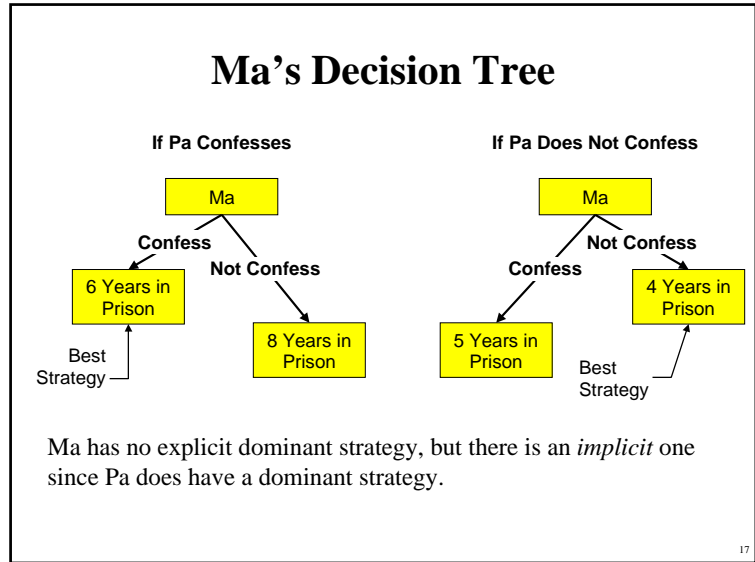 Ma's Decision Tree
If Pa Confesses
Ma
Confess
Not Confess
6 Years in
Prison
8 Years in
Prison
Best
Strategy
If Pa Does Not Confess
Ma
Not Confess
Confess
4 Years in
Prison
5 Years in
Prison
Best
Strategy
Ma has no explicit dominant strategy, but there is an implicit one
since Pa does have a dominant strategy.
17